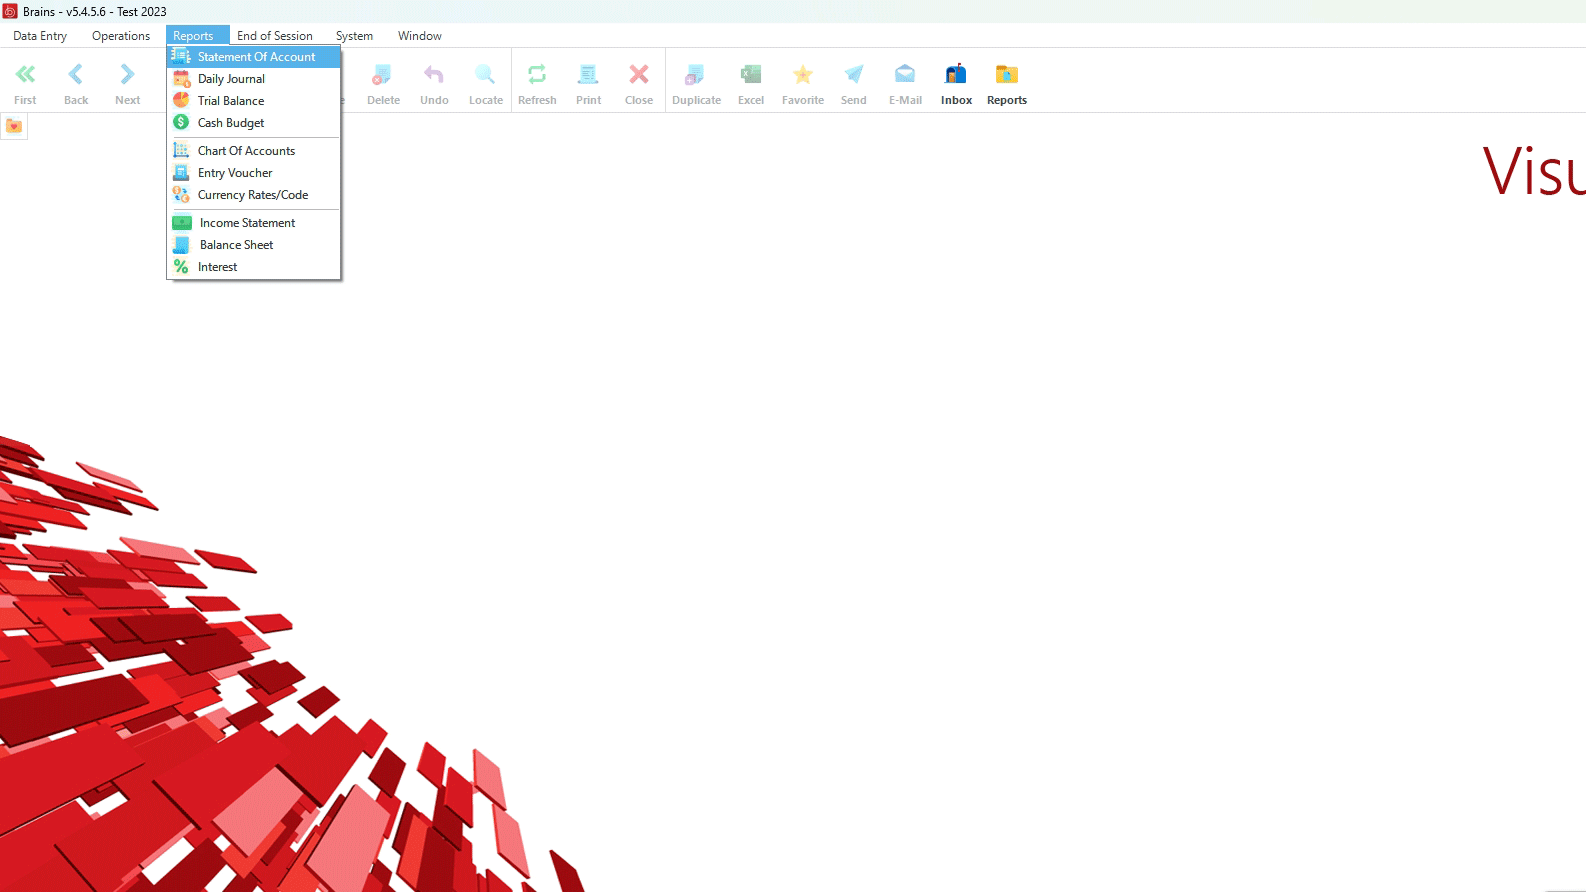 Brains - v5.4.5.6 - Test 2023
Data Entry Operations Reports End of Session System Window
Statement Of Account
Daily Journal
Trial Balance
Cash Budget
Chart Of Accounts
Entry Voucher
Currency Rates/Code
Income Statement
Balance Sheet
Interest
First Back Next Delete Undo Locate Refresh Print Close Duplicate Excel Favorite Send E-Mail Inbox Reports
Visu